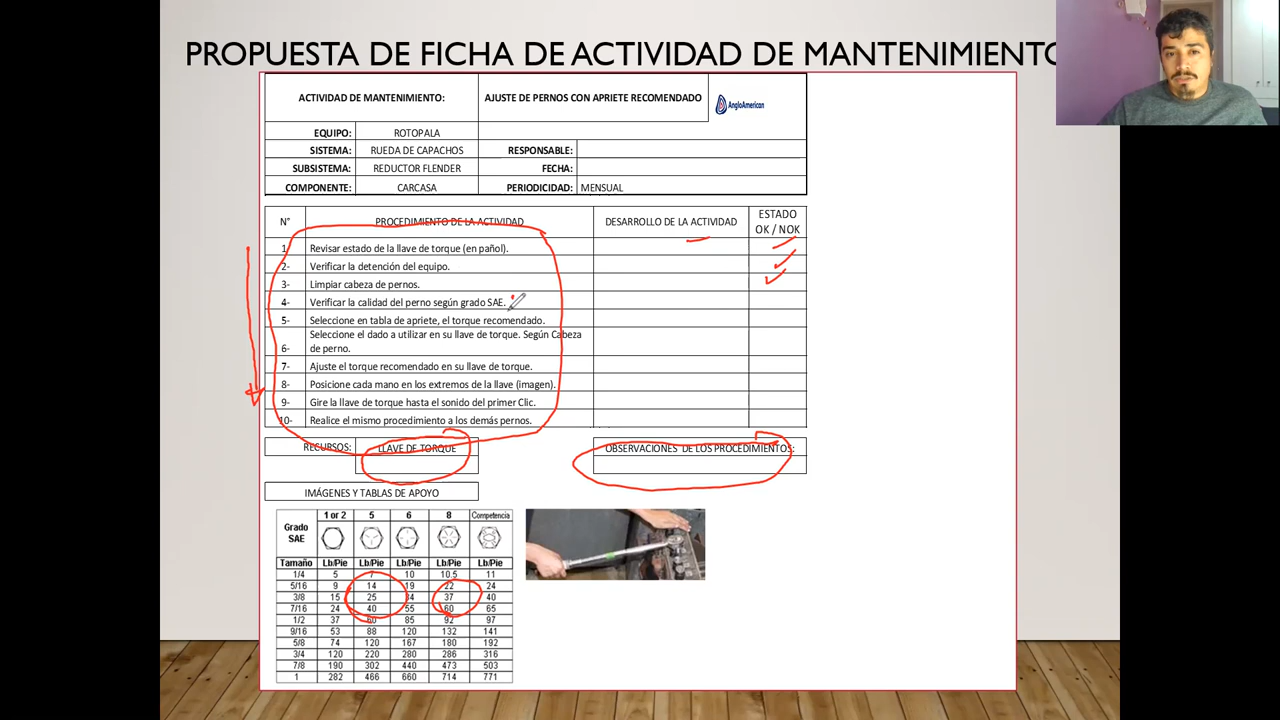 PROPUESTA DE FICHA DE ACTIVIDAD DE MANTENIMIENTO
ACTIVIDAD DE MANTENIMIENTO: AJUSTE DE PERNOS CON APRIETE RECOMENDADO AngloAmerican
EQUIPO: ROTOPALA
SISTEMA: RUEDA DE CAPACHOS RESPONSABLE:
SUBSISTEMA: REDUCTOR FLENDER FECHA:
COMPONENTE: CARCASA PERIODICIDAD: MENSUAL
N° PROCEDIMIENTO DE LA ACTIVIDAD DESARROLLO DE LA ACTIVIDAD ESTADO
OK / NOK
1 Revisar estado de la llave de torque (en pañol).
2- Verificar la detención del equipo.
3- Limpiar cabeza de pernos.
4- Verificar la calidad del perno según grado SAE.
5- Seleccione en tabla de apriete, el torque recomendado.
Seleccione el dado a utilizar en su llave de torque. Según Cabeza
6- de perno.
7- Ajuste el torque recomendado en su llave de torque.
8- Posicione cada mano en los extremos de la llave (imagen).
9- Gire la llave de torque hasta el sonido del primer Clic.
10- Realice el mismo procedimiento a los demás pernos.
RECURSOS: LLAVE DE TORQUE OBSERVACIONES DE LOS PROCEDIMIENTOS:
IMÁGENES Y TABLAS DE APOYO
Grado SAE 1 or 2 5 6 8 Competencia
Tamaño Lb/Pie Lb/Pie Lb/Pie Lb/Pie Lb/Pie
1/4 5 7 10 10.5 11
5/16 9 14 19 22 24
3/8 15 25 34 37 40
7/16 24 40 55 60 65
1/2 37 60 85 92 97
9/16 53 88 120 132 141
5/8 74 120 167 180 192
3/4 120 220 280 286 316
7/8 190 302 440 473 503
1 282 466 660 714 771